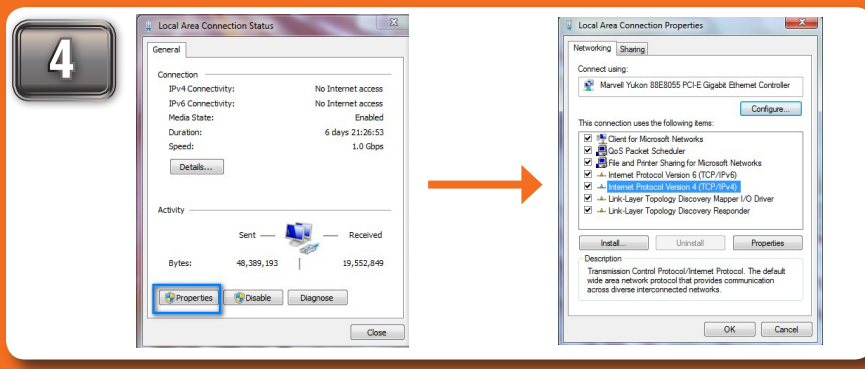 4
Local Area Connection Status
General
Connection
IPv4 Connectivity: No Internet access
IPv6 Connectivity: No Internet access
Media State: Enabled
Duration: 6 days 21:26:53
Speed: 1.0 Gbps
Details...
Activity
Sent Received
Bytes: 48,389,193 19,552,849
Properties Disable Diagnose
Close
Local Area Connection Properties
Networking Sharing
Connect using:
Marvell Yukon 88E8055 PCI-E Gigabit Ethernet Controller
Configure...
This connection uses the following items:
Client for Microsoft Networks
QoS Packet Scheduler
File and Printer Sharing for Microsoft Networks
Internet Protocol Version 6 (TCP/IPv6)
Internet Protocol Version 4 (TCP/IPv4)
Link-Layer Topology Discovery Mapper I/O Driver
Link-Layer Topology Discovery Responder
Install... Uninstall Properties
Description
Transmission Control Protocol/Internet Protocol. The default
wide area network protocol that provides communication
across diverse interconnected networks.
OK Cancel